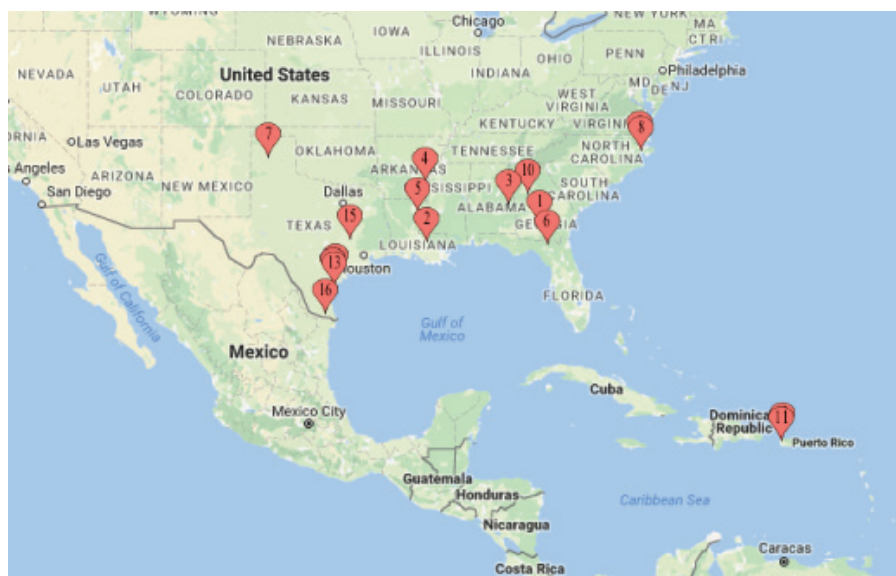 WYOMING
NEW YORK
MA
CT RI
Chicago
IOWA
NEBRASKA
ILLINOIS
OHIO
PENN
NEVADA
United States
INDIANA
Philadelphia
UTAH
MD
DE
NJ
COLORADO
KANSAS
MISSOURI
WEST
VIRGINIA
KENTUCKY
VIRGINIA
8
7
Las Vegas
OKLAHOMA
TENNESSEE
NORTH
CAROLINA
4
ARKANSAS
Angeles
ARIZONA
NEW MEXICO
10
3
5
SISSIPPI
SOUTH
CAROLINA
San Diego
Dallas
1
ALABAMA
2
15
TEXAS
6
GEORGIA
LOUISIANA
13
Houston
16
FLORIDA
Gulf of California
Gulf of
Mexico
Mexico
Cuba
Mexico City
Dominican
Republic
11
Puerto Rico
Guatemala
Honduras
Caribbean Sea
Nicaragua
Caracas
Costa Rica